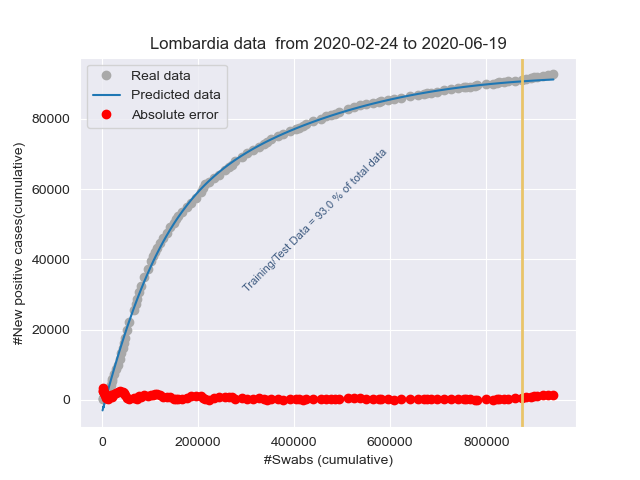 Lombardia data  from 2020-02-24 to 2020-06-19
Real data
Predicted data
Absolute error
#New positive cases(cumulative)
80000
60000
40000
20000
0
Training/Test Data = 93.0 % of total data
0
200000
400000
600000
800000
#Swabs (cumulative)